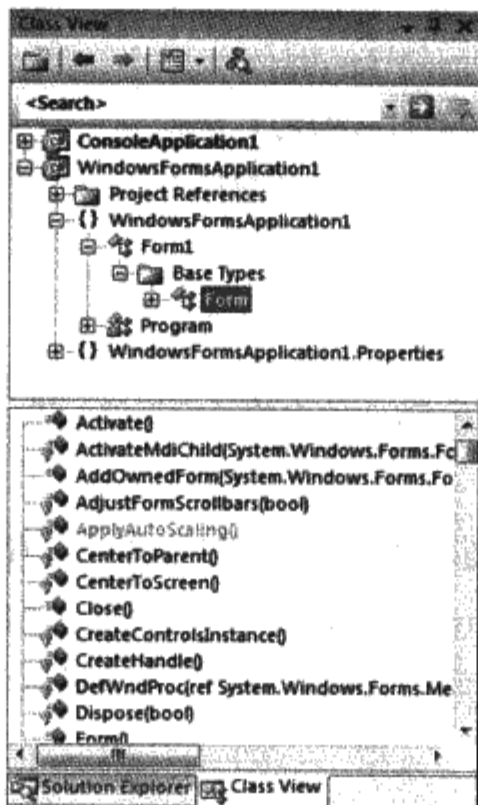 Class View
<Search>
ConsoleApplication1
WindowsFormsApplication1
Project References
{} WindowsFormsApplication1
Form1
Base Types
Form
Program
{} WindowsFormsApplication1.Properties
Activate()
ActivateMdiChild(System.Windows.Forms.Fc
AddOwnedForm(System.Windows.Forms.Fo
AdjustFormScrollbars(bool)
ApplyAutoScaling()
CenterToParent()
CenterToScreen()
Close()
CreateControlsInstance()
CreateHandle()
DefWndProc(ref System.Windows.Forms.Me
Dispose(bool)
Form()
Solution Explorer Class View